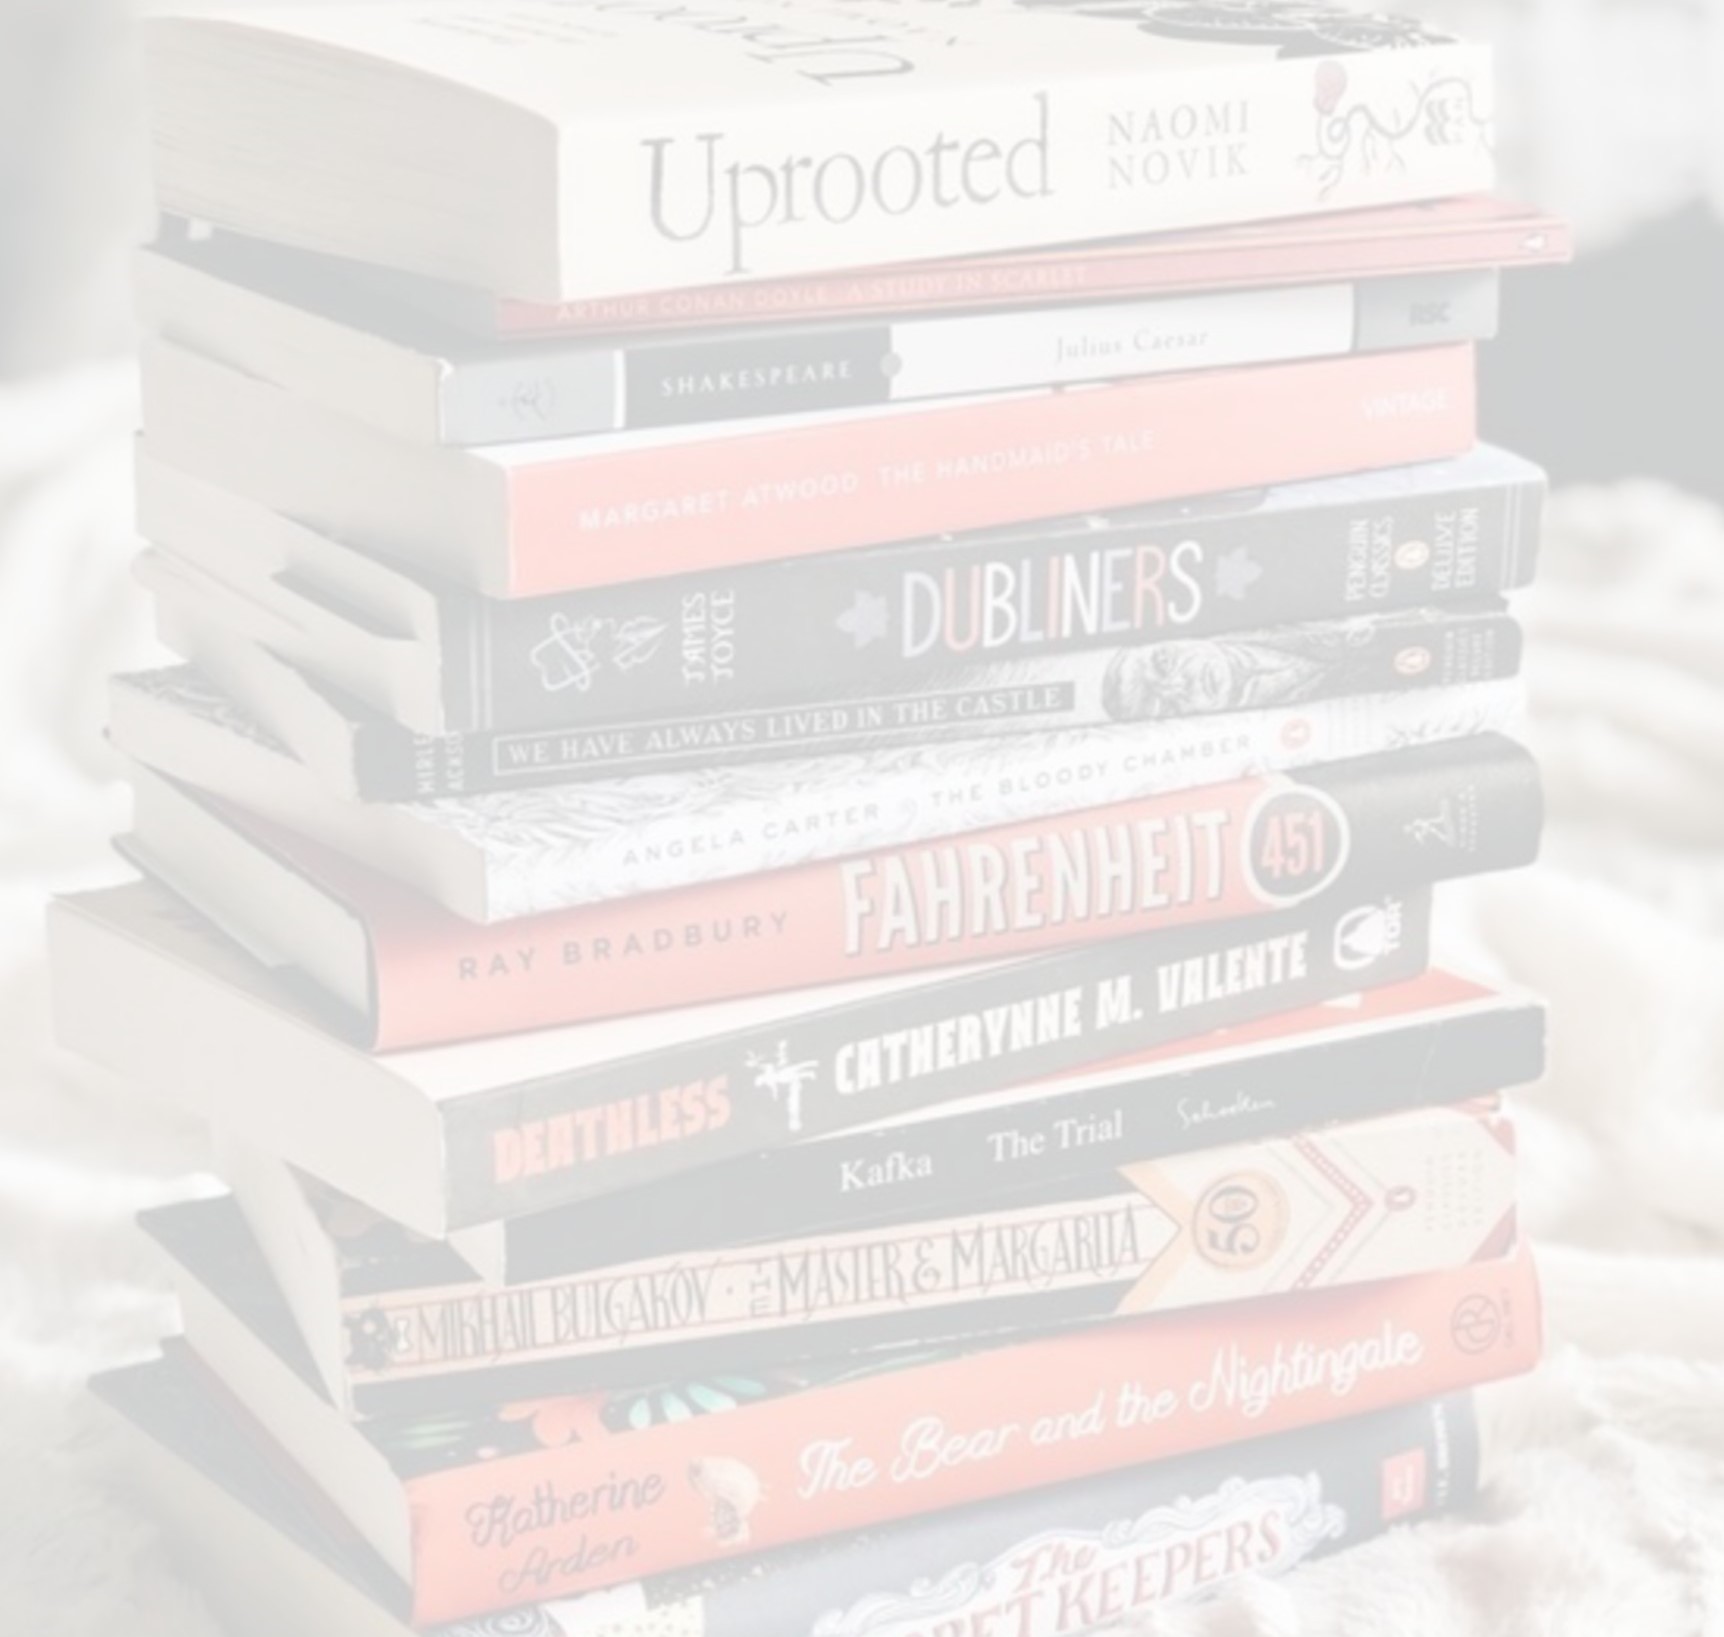 Uprooted
NAOMI
NOVIK
ARTHUR CONAN DOYLE A STUDY IN SCARLET
SHAKESPEARE
Julius Caesar
RSC
MARGARET ATWOOD THE HANDMAID'S TALE
VINTAGE
JAMES
JOYCE
DUBLINERS
PENGUIN
CLASSICS
DELUXE
EDITION
WE HAVE ALWAYS LIVED IN THE CASTLE
ANGELA CARTER
THE BLOODY CHAMBER
RAY BRADBURY
FAHRENHEIT
451
DEATHLESS
CATHERYNNE M. VALENTE
TOR
Kafka
The Trial
Schocken
MIKHAIL BULGAKOV · THE MASTER & MARGARITA
50
Katherine
Arden
The Bear and the Nightingale
The
KEEPERS